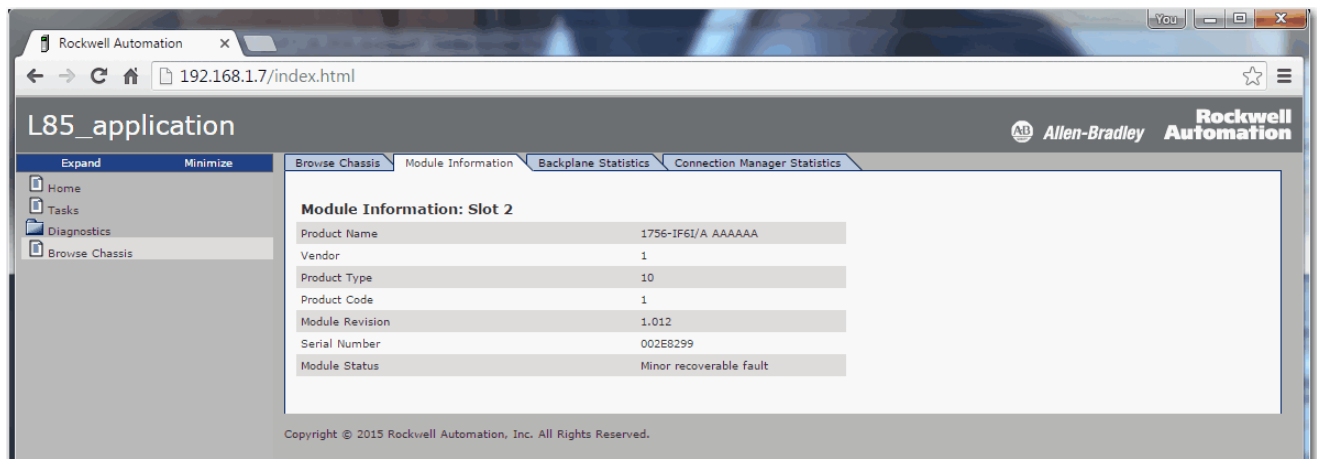 You
Rockwell Automation
192.168.1.7/index.html
L85_application
AB Allen-Bradley
Rockwell
Automation
Expand Minimize
Browse Chassis Module Information Backplane Statistics Connection Manager Statistics
Home
Tasks
Diagnostics
Browse Chassis
Module Information: Slot 2
Product Name 1756-IF6I/A AAAAAA
Vendor 1
Product Type 10
Product Code 1
Module Revision 1.012
Serial Number 002E8299
Module Status Minor recoverable fault
Copyright © 2015 Rockwell Automation, Inc. All Rights Reserved.